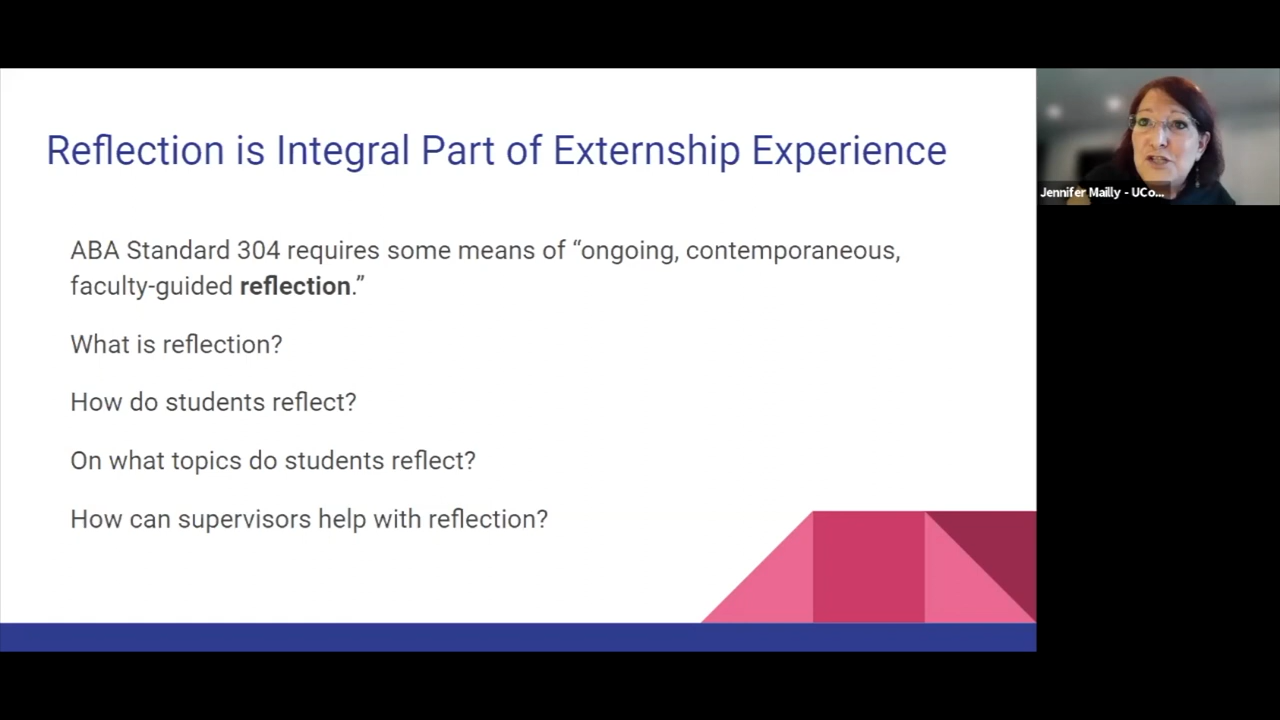 Reflection is Integral Part of Externship Experience
ABA Standard 304 requires some means of “ongoing, contemporaneous,
faculty-guided reflection.”
What is reflection?
How do students reflect?
On what topics do students reflect?
How can supervisors help with reflection?
Jennifer Mailly - UCo...